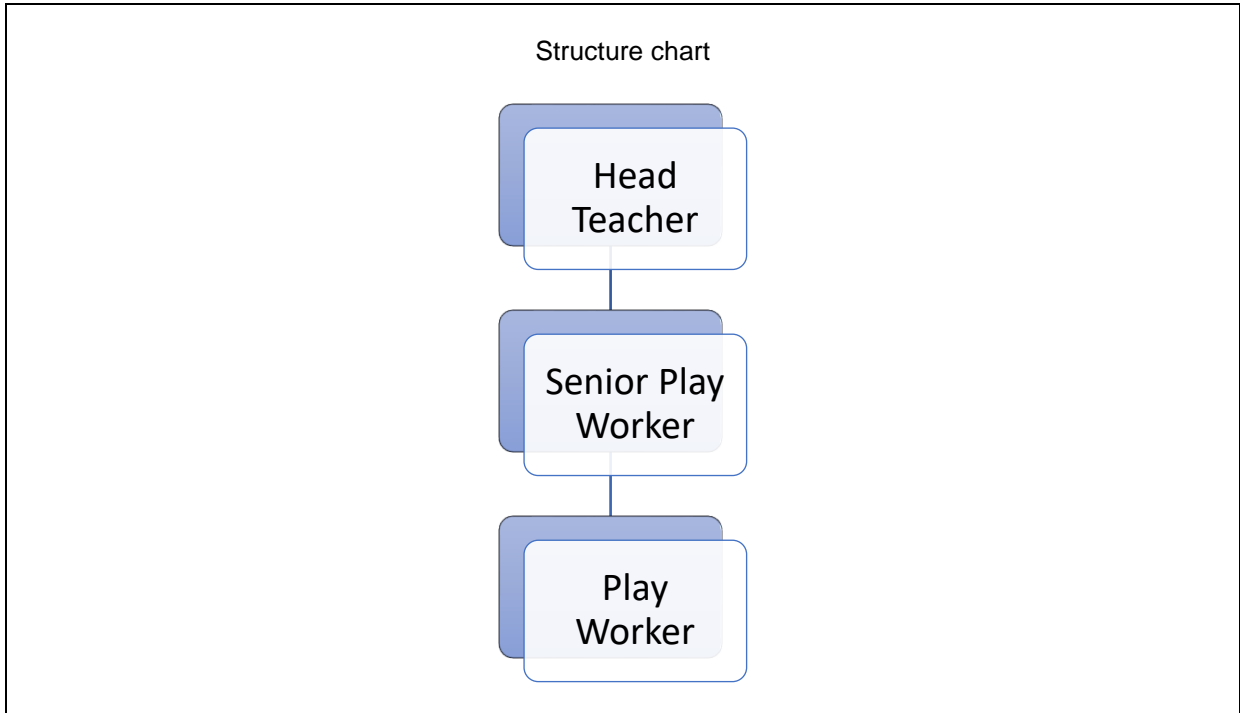 Structure chart
Head
Teacher
Senior Play
Worker
Play
Worker